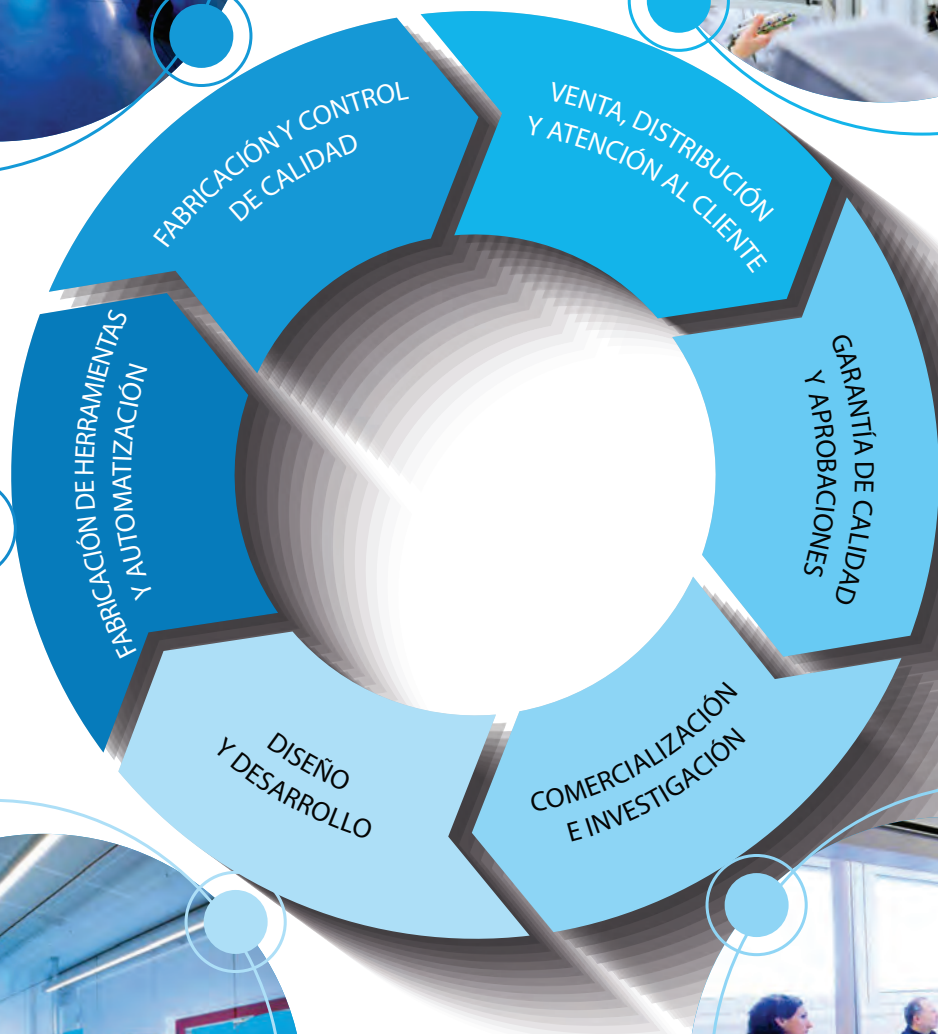 FABRICACIÓN Y CONTROL
DE CALIDAD
VENTA, DISTRIBUCIÓN
Y ATENCIÓN AL CLIENTE
GARANTÍA DE CALIDAD
Y APROBACIONES
COMERCIALIZACIÓN
E INVESTIGACIÓN
DISEÑO
Y DESARROLLO
FABRICACIÓN DE HERRAMIENTAS
Y AUTOMATIZACIÓN